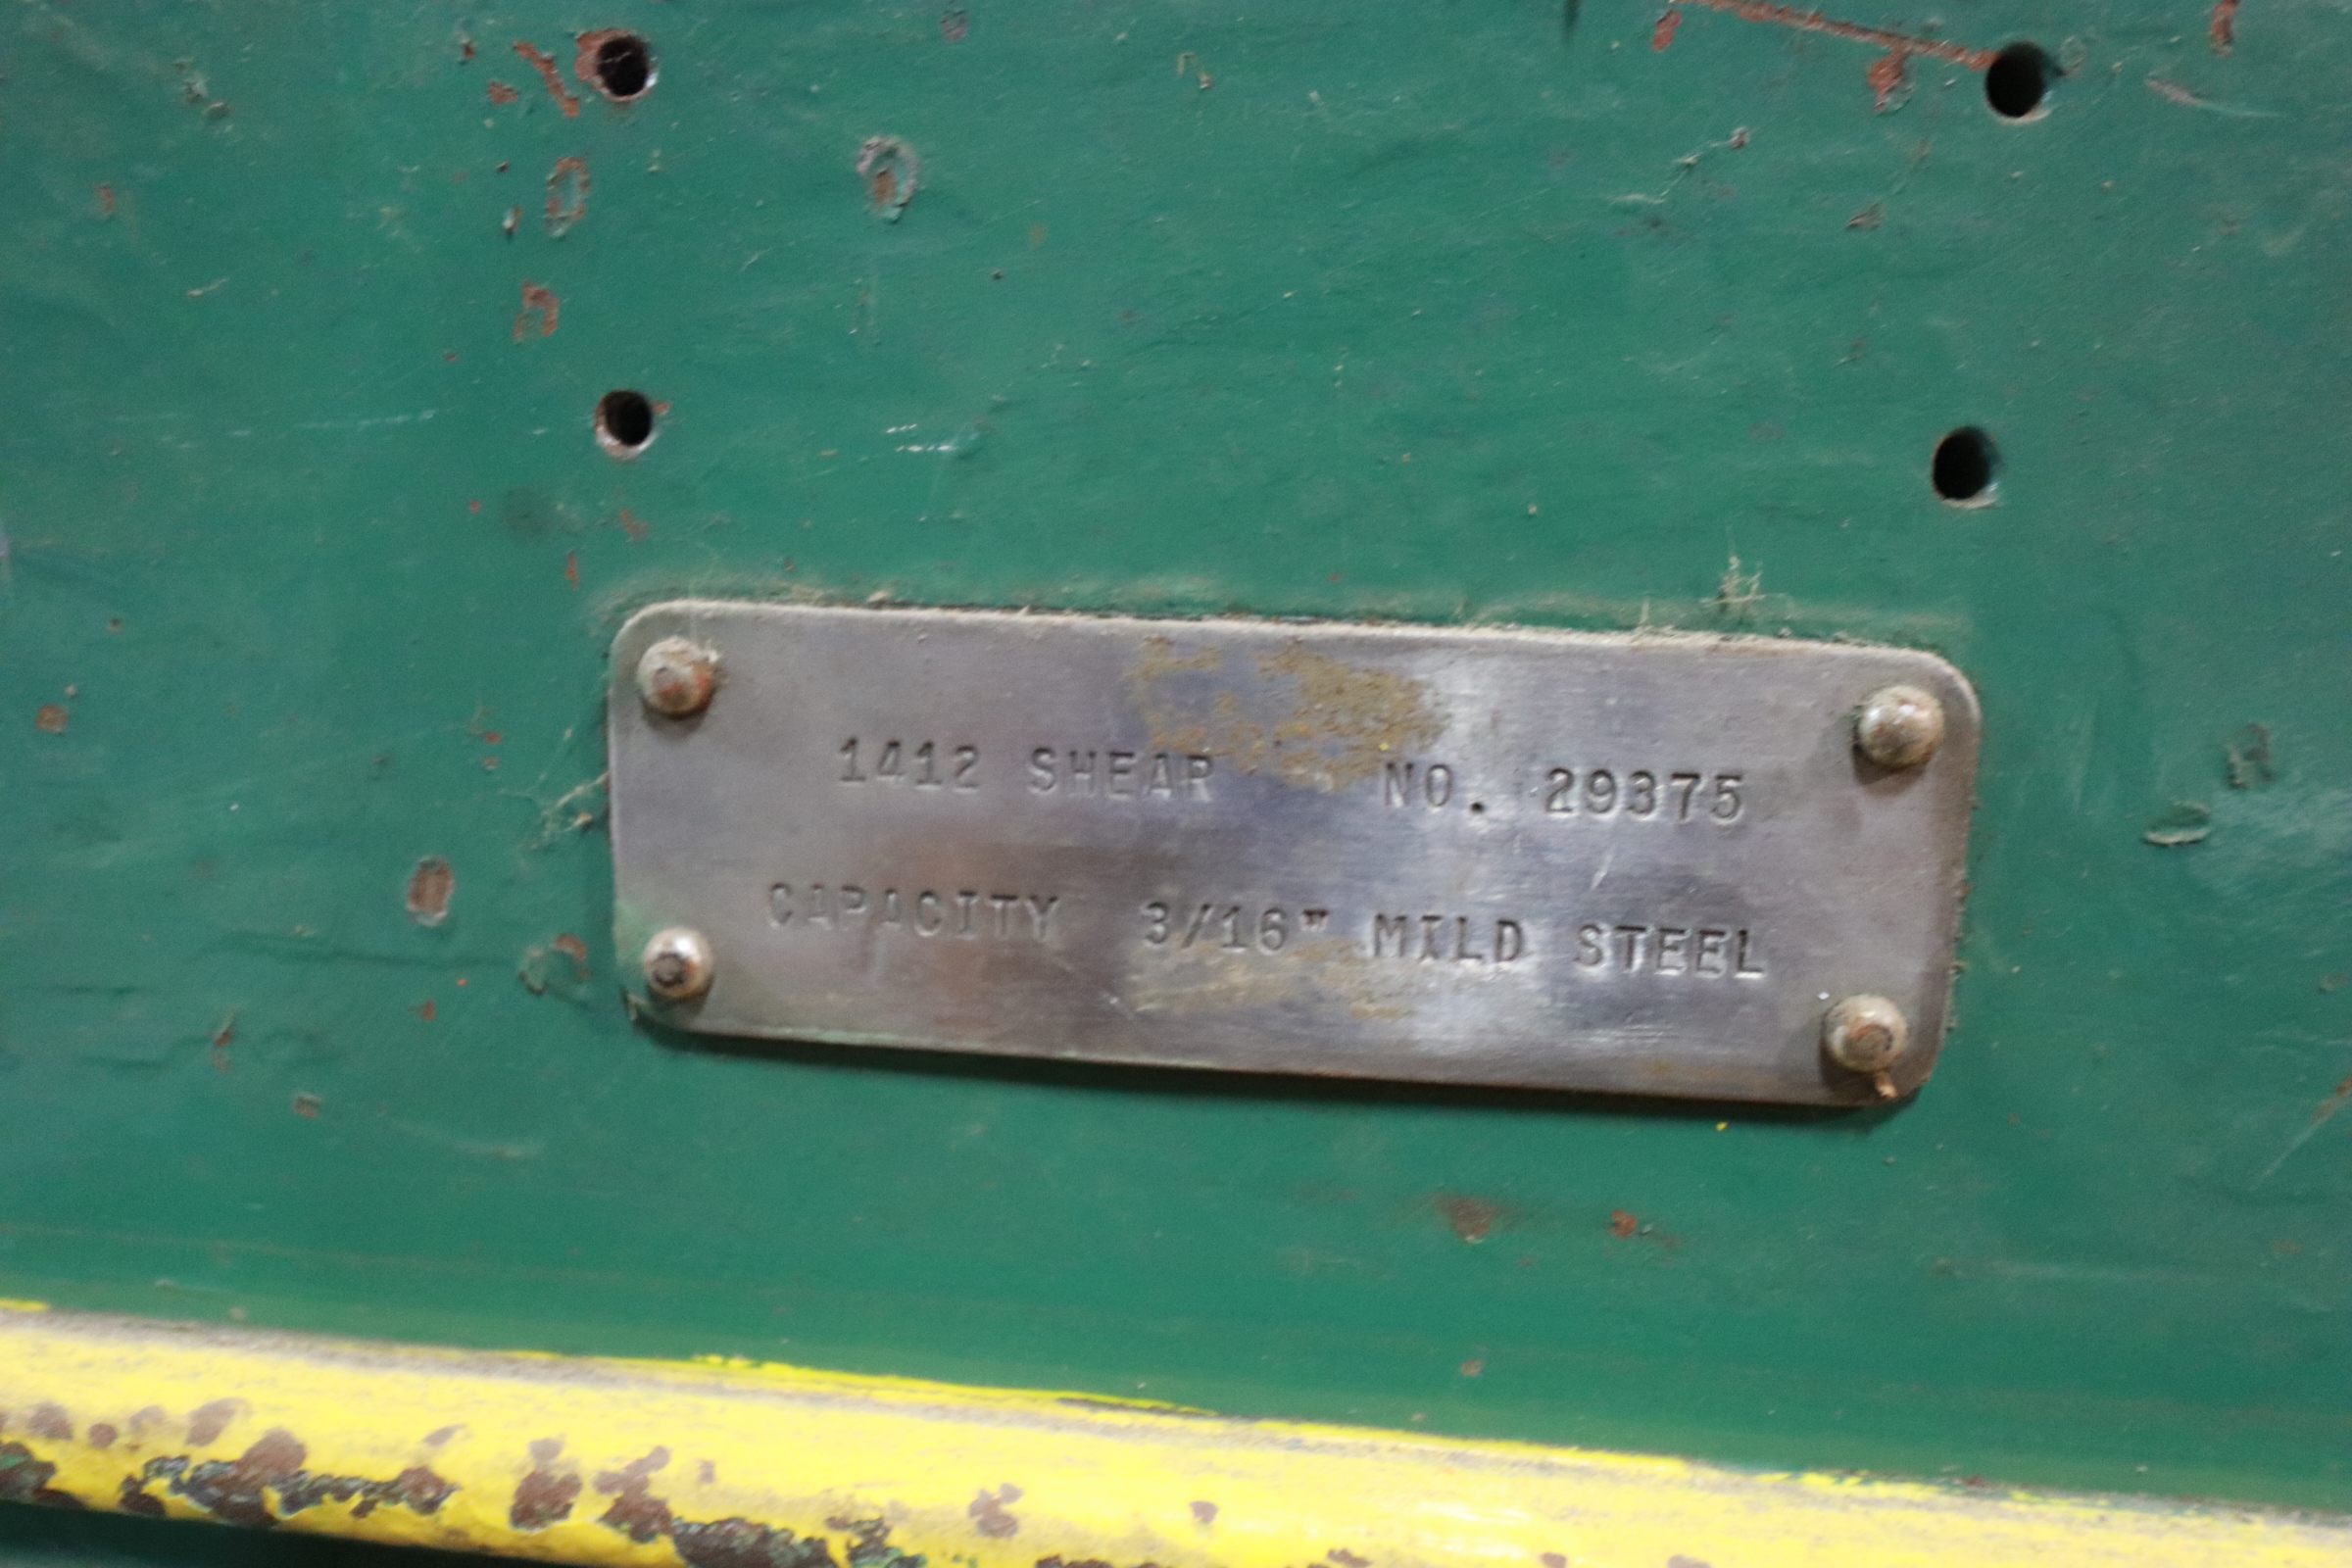 1412 SHEAR NO. 29375
CAPACITY 3/16" MILD STEEL